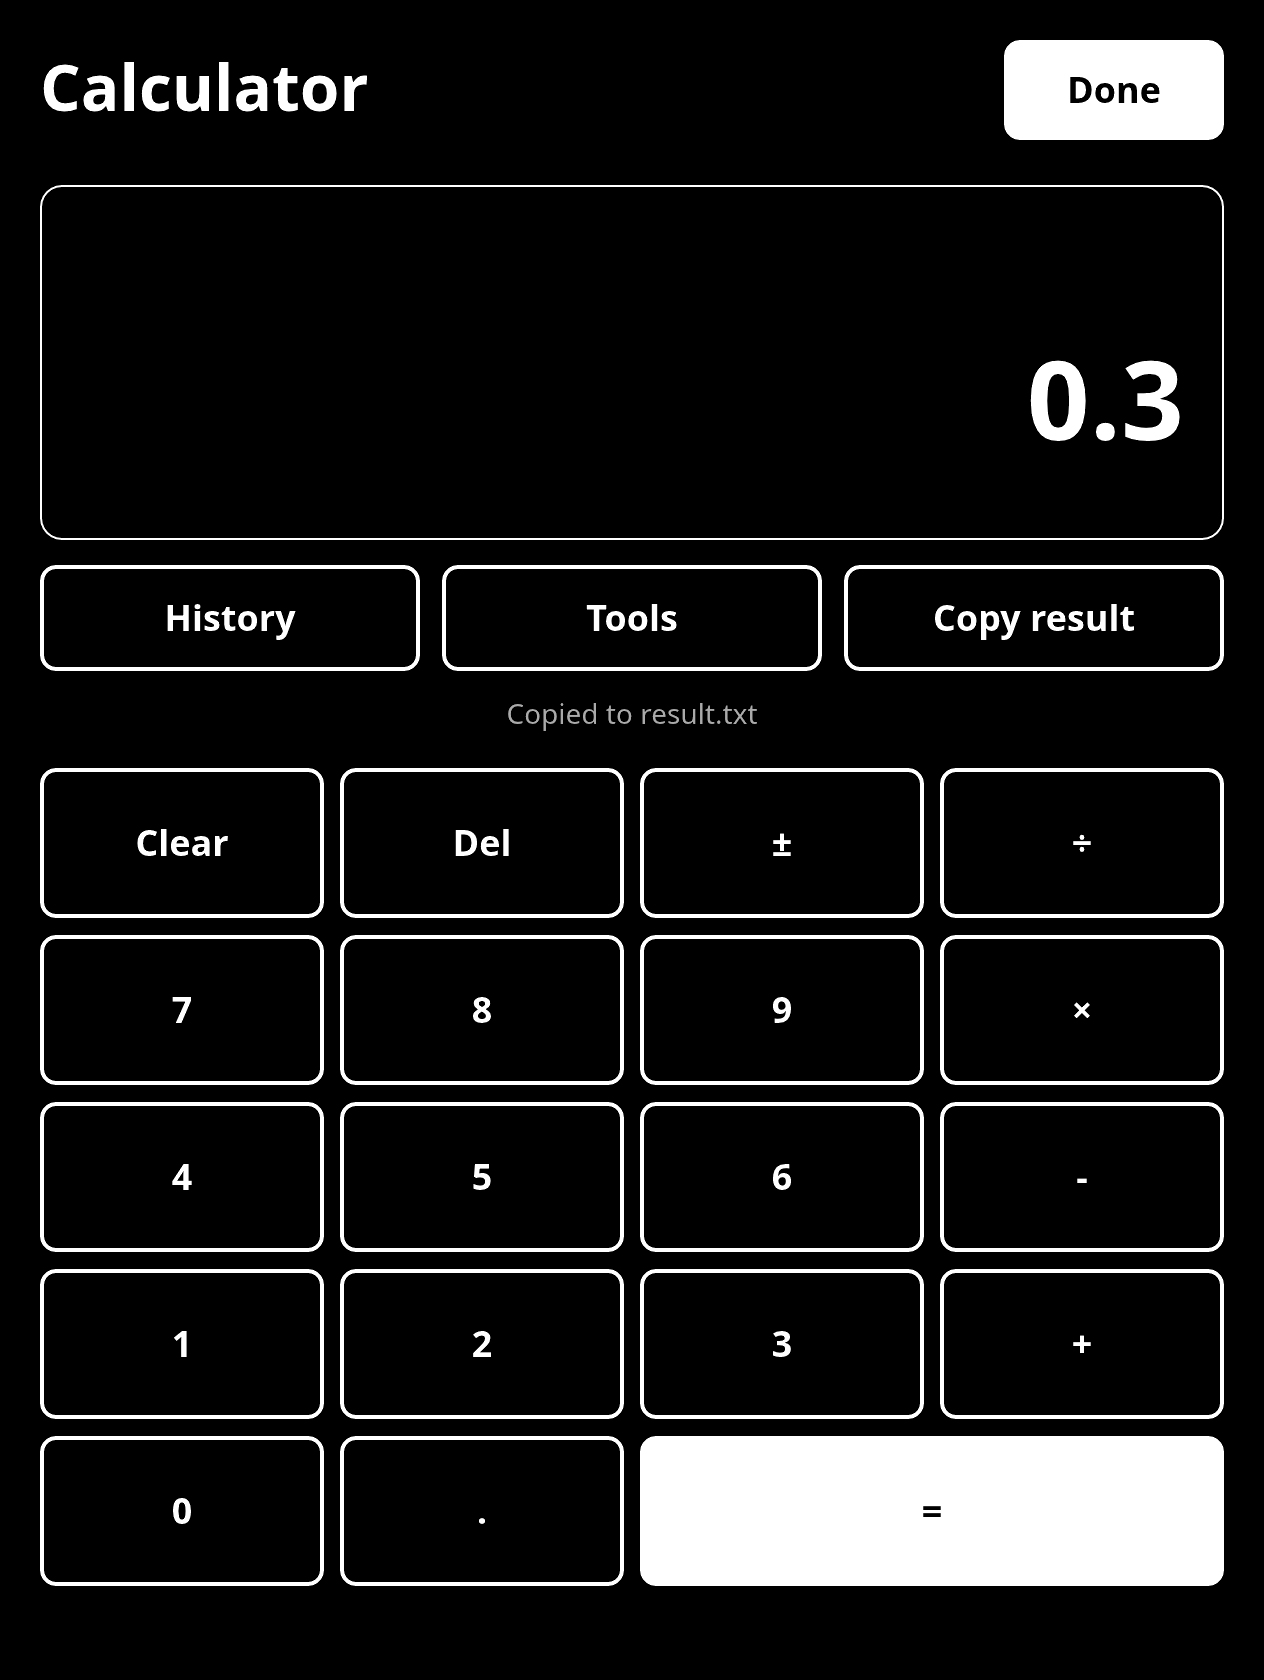 Calculator
Done
0.3
History Tools Copy result
Copied to result.txt
Clear Del ± ÷
7 8 9 ×
4 5 6 -
1 2 3 +
0 . =